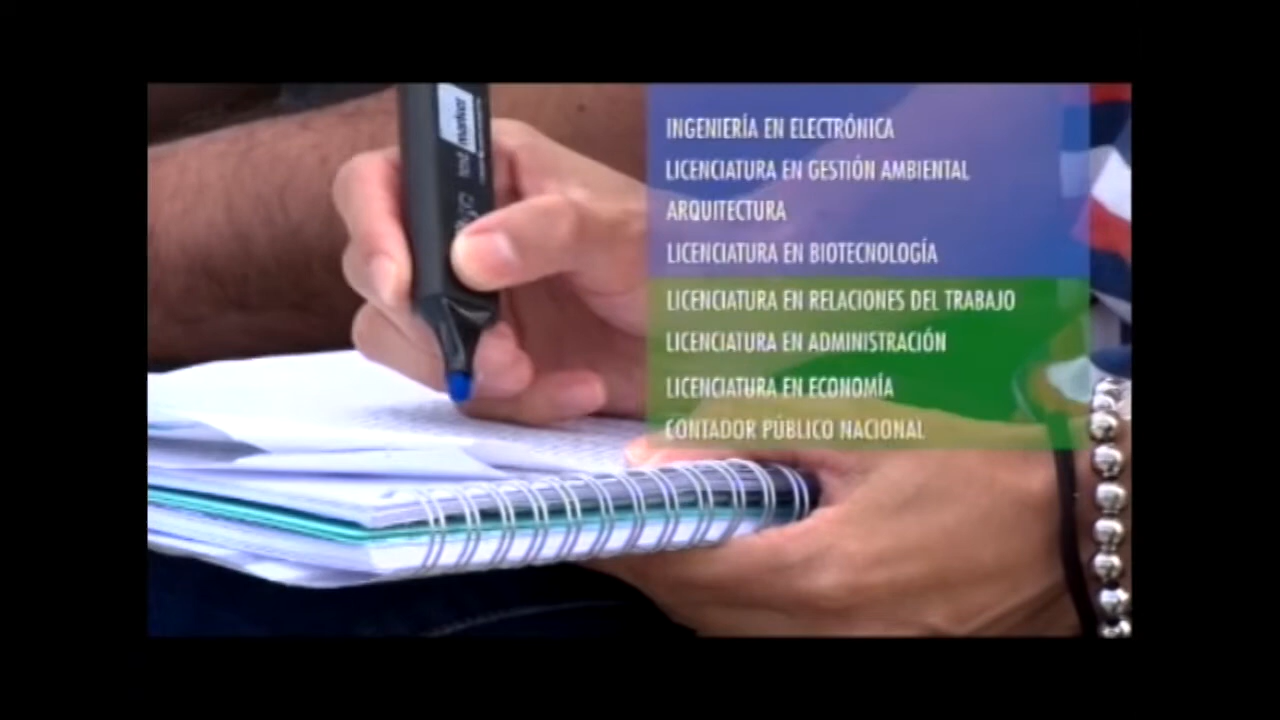 INGENIERÍA EN ELECTRÓNICA
LICENCIATURA EN GESTIÓN AMBIENTAL
ARQUITECTURA
LICENCIATURA EN BIOTECNOLOGÍA
LICENCIATURA EN RELACIONES DEL TRABAJO
LICENCIATURA EN ADMINISTRACIÓN
LICENCIATURA EN ECONOMÍA
CONTADOR PÚBLICO NACIONAL
marker